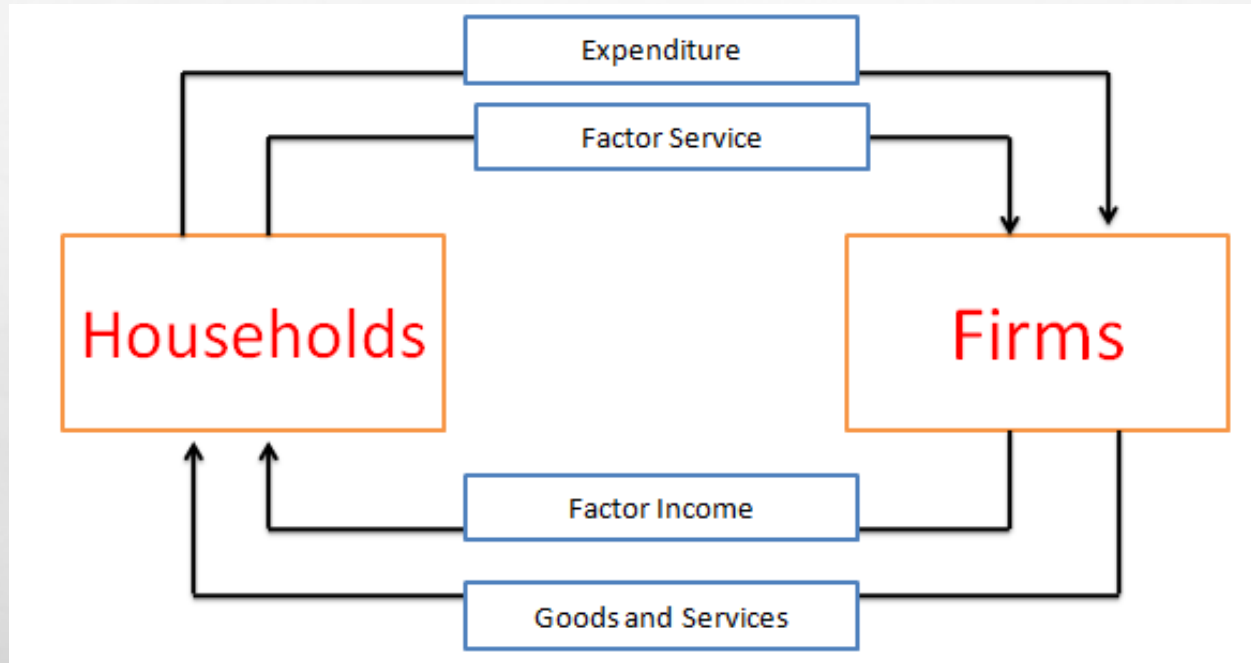 Expenditure
Factor Service
Households
Firms
Factor Income
Goods and Services